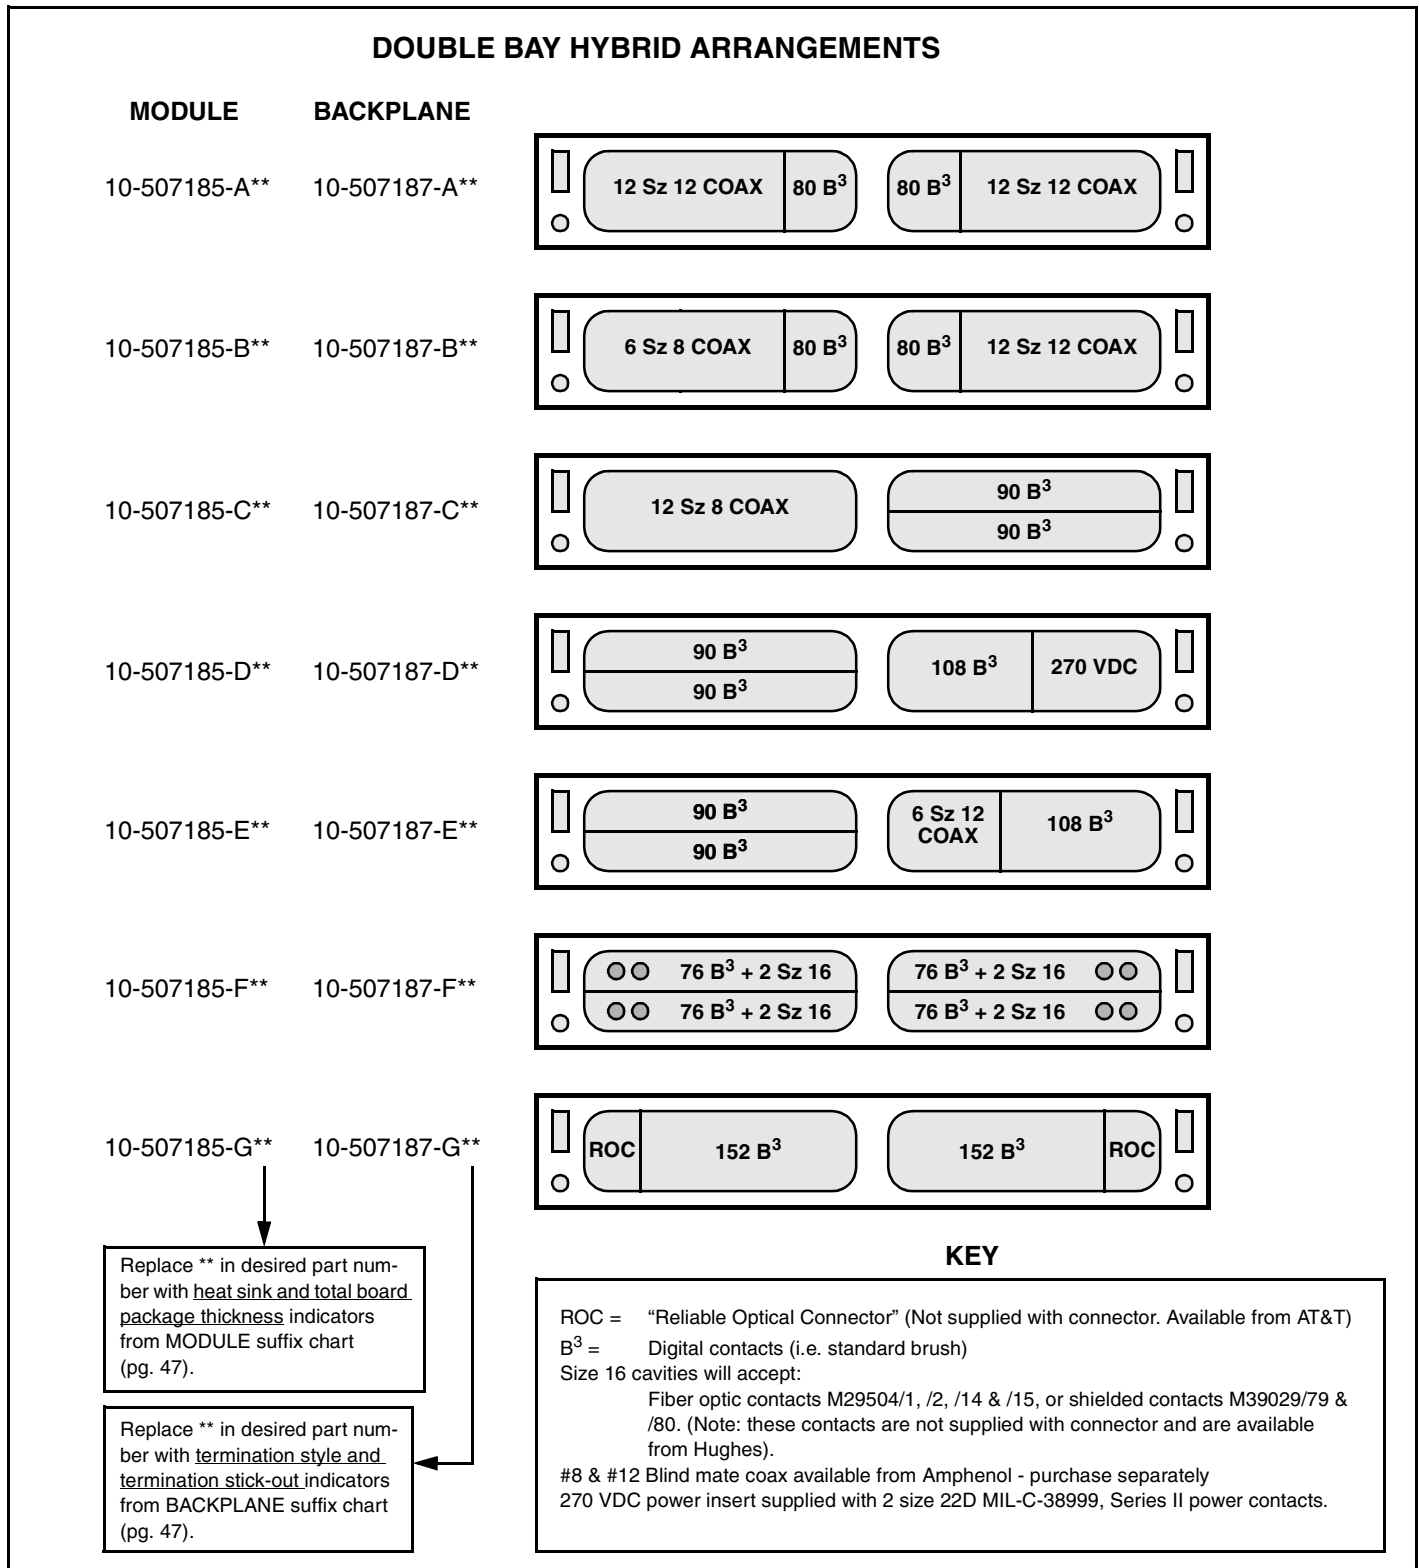 DOUBLE BAY HYBRID ARRANGEMENTS
MODULE BACKPLANE
10-507185-A** 10-507187-A** 12 Sz 12 COAX 80 B³ 80 B³ 12 Sz 12 COAX
10-507185-B** 10-507187-B** 6 Sz 8 COAX 80 B³ 80 B³ 12 Sz 12 COAX
10-507185-C** 10-507187-C** 12 Sz 8 COAX 90 B³
90 B³
10-507185-D** 10-507187-D** 90 B³ 108 B³ 270 VDC
90 B³
10-507185-E** 10-507187-E** 90 B³ 6 Sz 12 108 B³
90 B³ COAX
10-507185-F** 10-507187-F** 76 B³ + 2 Sz 16 76 B³ + 2 Sz 16
76 B³ + 2 Sz 16 76 B³ + 2 Sz 16
10-507185-G** 10-507187-G** ROC 152 B³ 152 B³ ROC
Replace ** in desired part num-
ber with heat sink and total board
package thickness indicators
from MODULE suffix chart
(pg. 47).
Replace ** in desired part num-
ber with termination style and
termination stick-out indicators
from BACKPLANE suffix chart
(pg. 47).
KEY
ROC = “Reliable Optical Connector” (Not supplied with connector. Available from AT&T)
B³ = Digital contacts (i.e. standard brush)
Size 16 cavities will accept:
Fiber optic contacts M29504/1, /2, /14 & /15, or shielded contacts M39029/79 &
/80. (Note: these contacts are not supplied with connector and are available
from Hughes).
#8 & #12 Blind mate coax available from Amphenol - purchase separately
270 VDC power insert supplied with 2 size 22D MIL-C-38999, Series II power contacts.